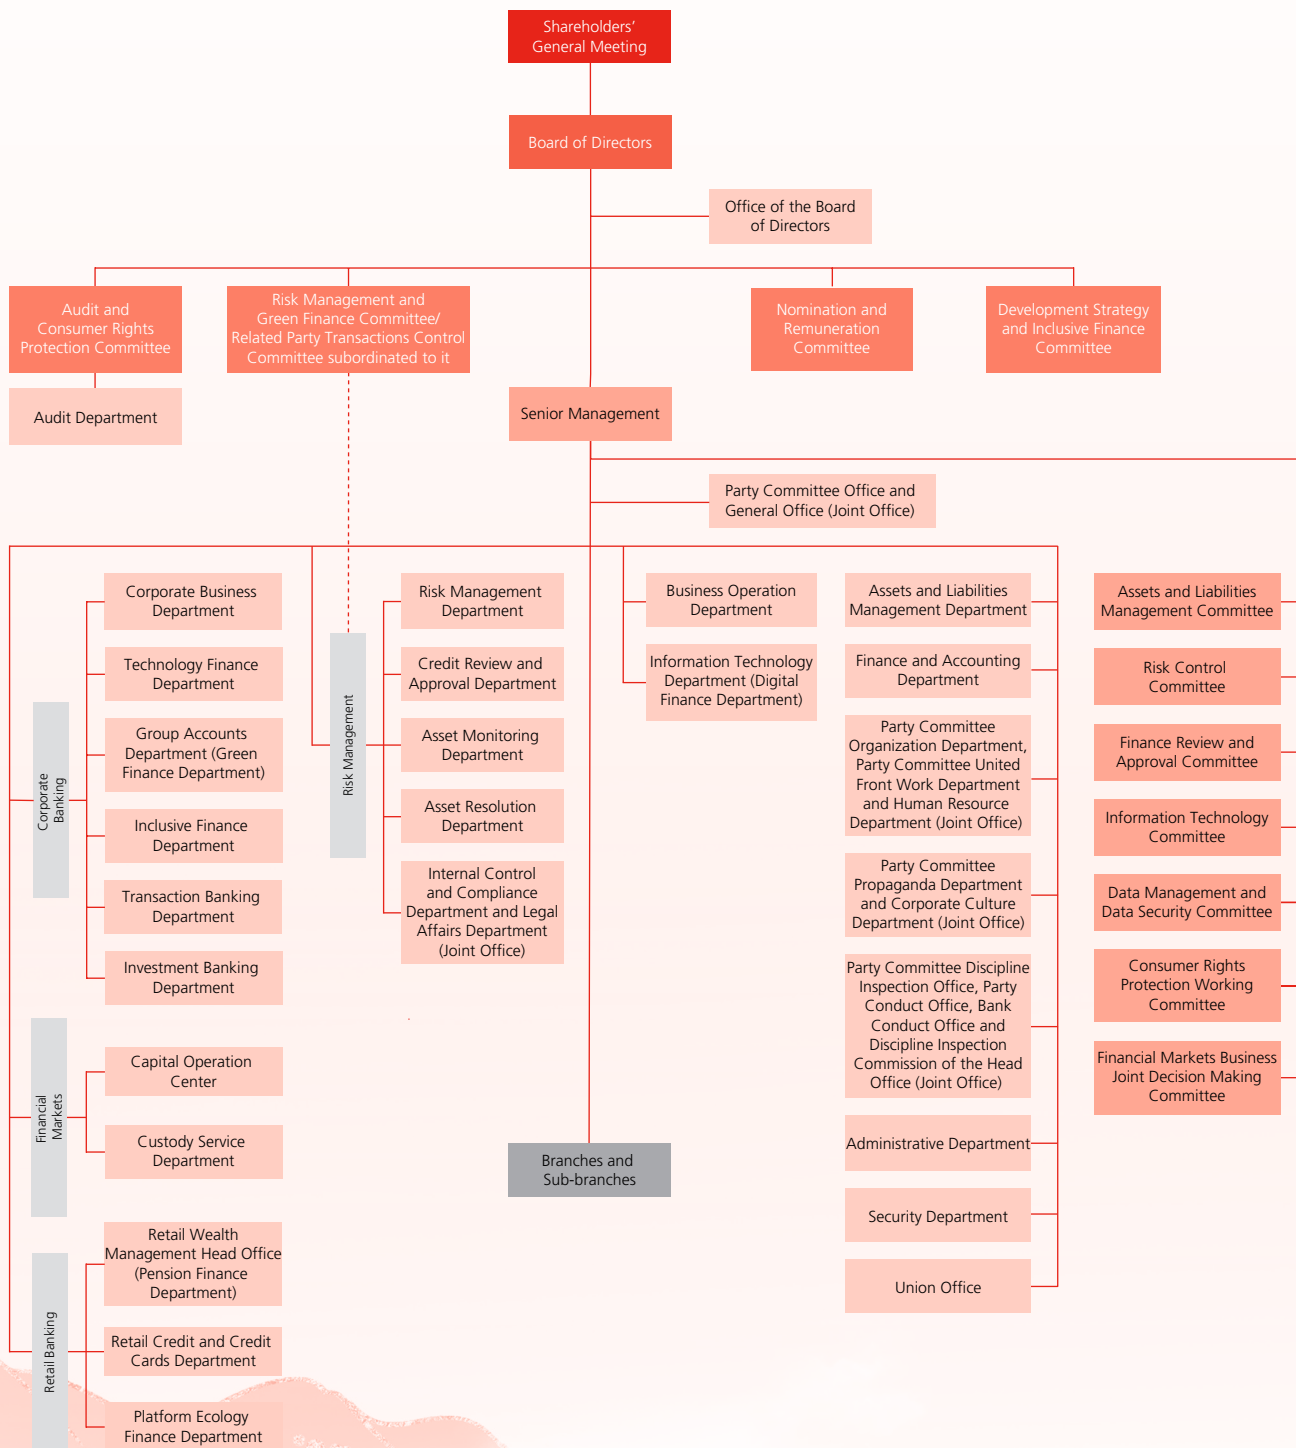 Shareholders’
General Meeting
Board of Directors
Office of the Board
of Directors
Audit and
Consumer Rights
Protection Committee
Risk Management and
Green Finance Committee/
Related Party Transactions Control
Committee subordinated to it
Nomination and
Remuneration
Committee
Development Strategy
and Inclusive Finance
Committee
Audit Department
Senior Management
Party Committee Office and
General Office (Joint Office)
Corporate
Banking
Corporate Business
Department
Technology Finance
Department
Group Accounts
Department (Green
Finance Department)
Inclusive Finance
Department
Transaction Banking
Department
Investment Banking
Department
Financial
Markets
Capital Operation
Center
Custody Service
Department
Retail Banking
Retail Wealth
Management Head Office
(Pension Finance
Department)
Retail Credit and Credit
Cards Department
Platform Ecology
Finance Department
Risk Management
Risk Management
Department
Credit Review and
Approval Department
Asset Monitoring
Department
Asset Resolution
Department
Internal Control
and Compliance
Department and Legal
Affairs Department
(Joint Office)
Branches and
Sub-branches
Business Operation
Department
Information Technology
Department (Digital
Finance Department)
Assets and Liabilities
Management Department
Finance and Accounting
Department
Party Committee
Organization Department,
Party Committee United
Front Work Department
and Human Resource
Department (Joint Office)
Party Committee
Propaganda Department
and Corporate Culture
Department (Joint Office)
Party Committee Discipline
Inspection Office, Party
Conduct Office, Bank
Conduct Office and
Discipline Inspection
Commission of the Head
Office (Joint Office)
Administrative Department
Security Department
Union Office
Assets and Liabilities
Management Committee
Risk Control
Committee
Finance Review and
Approval Committee
Information Technology
Committee
Data Management and
Data Security Committee
Consumer Rights
Protection Working
Committee
Financial Markets Business
Joint Decision Making
Committee